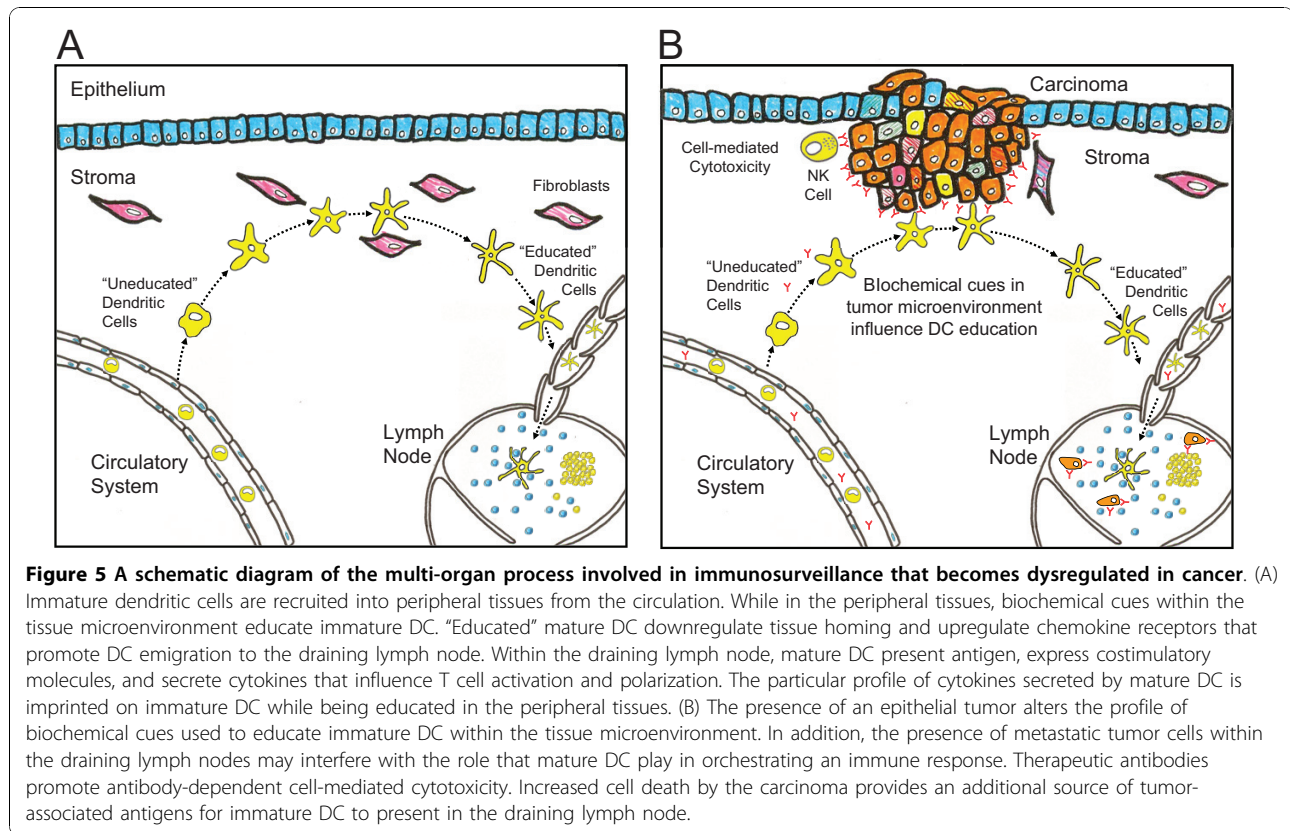 A
Epithelium
Stroma
Fibroblasts
"Uneducated"
Dendritic
Cells
"Educated"
Dendritic
Cells
Lymph
Node
Circulatory
System
B
Carcinoma
Cell-mediated
Cytotoxicity
NK
Cell
Stroma
"Uneducated"
Dendritic
Cells
BIochemical cues in
tumor microenvironment
influence DC education
"Educated"
Dendritic
Cells
Lymph
Node
Circulatory
System
Figure 5 A schematic diagram of the multi-organ process involved in immunosurveillance that becomes dysregulated in cancer. (A)
Immature dendritic cells are recruited into peripheral tissues from the circulation. While in the peripheral tissues, biochemical cues within the
tissue microenvironment educate immature DC. "Educated" mature DC downregulate tissue homing and upregulate chemokine receptors that
promote DC emigration to the draining lymph node. Within the draining lymph node, mature DC present antigen, express costimulatory
molecules, and secrete cytokines that influence T cell activation and polarization. The particular profile of cytokines secreted by mature DC is
imprinted on immature DC while being educated in the peripheral tissues. (B) The presence of an epithelial tumor alters the profile of
biochemical cues used to educate immature DC within the tissue microenvironment. In addition, the presence of metastatic tumor cells within
the draining lymph nodes may interfere with the role that mature DC play in orchestrating an immune response. Therapeutic antibodies
promote antibody-dependent cell-mediated cytotoxicity. Increased cell death by the carcinoma provides an additional source of tumor-
associated antigens for immature DC to present in the draining lymph node.